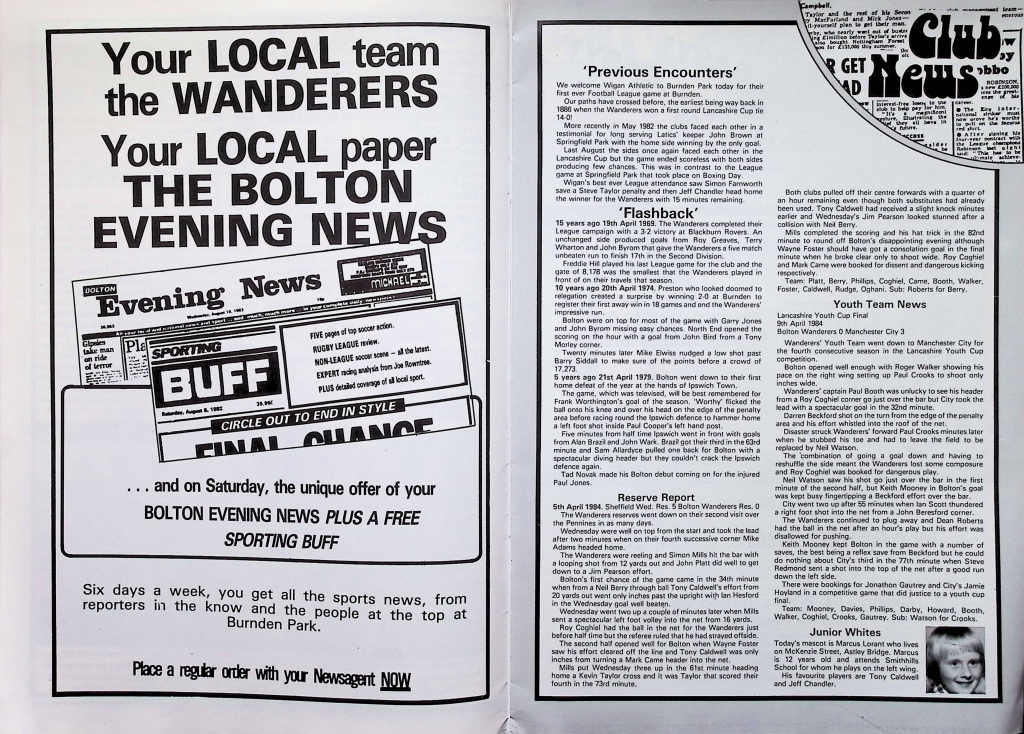 Your LOCAL team
the WANDERERS
Your LOCAL paper
THE BOLTON
EVENING NEWS
BOLTON
Evening News
MICHAEL
Wednesday, August 10, 1983
Gipsies
take man
on ride
of terror
SPORTING
BUFF
Saturday, August
FIVE pages of top soccer action.
RUGBY LEAGUE review.
NON-LEAGUE soccer scene – all the latest.
EXPERT racing analysis from Joe Rowntree.
PLUS detailed coverage of all local sport.
CIRCLE OUT TO END IN STYLE
FINAL CHANCE
. . . and on Saturday, the unique offer of your
BOLTON EVENING NEWS PLUS A FREE
SPORTING BUFF
Six days a week, you get all the sports news, from
reporters in the know and the people at the top at
Burnden Park.
Place a regular order with your Newsagent NOW
Club
News
'Previous Encounters'
We welcome Wigan Athletic to Burnden Park today for their
first ever Football League game at Burnden.
Our paths have crossed before, the earliest being way back in
1886 when the Wanderers won a first round Lancashire Cup tie
14-0!
More recently in May 1982 the clubs faced each other in a
testimonial for long serving Latics' keeper John Brown at
Springfield Park with the home side winning by the only goal.
Last August the sides once again faced each other in the
Lancashire Cup but the game ended scoreless with both sides
producing few chances. This was in contrast to the League
game at Springfield Park that took place on Boxing Day.
Wigan's best ever League attendance saw Simon Farnworth
save a Steve Taylor penalty and then Jeff Chandler head home
the winner for the Wanderers with 15 minutes remaining.
'Flashback'
15 years ago 19th April 1969. The Wanderers completed their
League campaign with a 3-2 victory at Blackburn Rovers. An
unchanged side produced goals from Roy Greaves, Terry
Wharton and John Byrom that gave the Wanderers a five match
unbeaten run to finish 17th in the Second Division.
Freddie Hill played his last League game for the club and the
gate of 8,178 was the smallest that the Wanderers played in
front of on their travels that season.
10 years ago 20th April 1974. Preston who looked doomed to
relegation created a surprise by winning 2-0 at Burnden to
register their first away win in 18 games and end the Wanderers'
impressive run.
Bolton were on top for most of the game with Garry Jones
and John Byrom missing easy chances. North End opened the
scoring on the hour with a goal from John Bird from a Tony
Morley corner.
Twenty minutes later Mike Elwiss nudged a low shot past
Barry Siddall to make sure of the points before a crowd of
17,273.
5 years ago 21st April 1979. Bolton went down to their first
home defeat of the year at the hands of Ipswich Town.
The game, which was televised, will be best remembered for
Frank Worthington's goal of the season. 'Worthy' flicked the
ball onto his knee and over his head on the edge of the penalty
area before racing round the Ipswich defence to hammer home
a left foot shot inside Paul Cooper's left hand post.
Five minutes from half time Ipswich went in front with goals
from Alan Brazil and John Wark. Brazil got their third in the 63rd
minute and Sam Allardyce pulled one back for Bolton with a
spectacular diving header but they couldn't crack the Ipswich
defence again.
Tad Novak made his Bolton debut coming on for the injured
Paul Jones.
Reserve Report
5th April 1984. Sheffield Wed. Res. 5 Bolton Wanderers Res. 0
The Wanderers reserves went down on their second visit over
the Pennines in as many days.
Wednesday were well on top from the start and took the lead
after two minutes when on their fourth successive corner Mike
Adams headed home.
The Wanderers were reeling and Simon Mills hit the bar with
a looping shot from 12 yards out and John Platt did well to get
down to a Jim Pearson effort.
Bolton's first chance of the game came in the 34th minute
when from a Neil Berry through ball Tony Caldwell's effort from
20 yards out went only inches past the upright with Ian Hesford
in the Wednesday goal well beaten.
Wednesday went two up a couple of minutes later when Mills
sent a spectacular left foot volley into the net from 16 yards.
Roy Coghiel had the ball in the net for the Wanderers just
before half time but the referee ruled that he had strayed offside.
The second half opened well for Bolton when Wayne Foster
saw his effort cleared off the line and Tony Caldwell was only
inches from turning a Mark Came header into the net.
Mills put Wednesday three up in the 61st minute heading
home a Kevin Taylor cross and it was Taylor that scored their
fourth in the 73rd minute.
Both clubs pulled off their centre forwards with a quarter of
an hour remaining even though both substitutes had already
been used. Tony Caldwell had received a slight knock minutes
earlier and Wednesday's Jim Pearson looked stunned after a
collision with Neil Berry.
Mills completed the scoring and his hat trick in the 82nd
minute to round off Bolton's disappointing evening although
Wayne Foster should have got a consolation goal in the final
minute when he broke clear only to shoot wide. Roy Coghiel
and Mark Came were booked for dissent and dangerous kicking
respectively.
Team: Platt, Berry, Phillips, Coghiel, Came, Booth, Walker,
Foster, Caldwell, Rudge, Oghani. Sub: Roberts for Berry.
Youth Team News
Lancashire Youth Cup Final
9th April 1984
Bolton Wanderers 0 Manchester City 3
Wanderers' Youth Team went down to Manchester City for
the fourth consecutive season in the Lancashire Youth Cup
competition.
Bolton opened well enough with Roger Walker showing his
pace on the right wing setting up Paul Crooks to shoot only
inches wide.
Wanderers' captain Paul Booth was unlucky to see his header
from a Roy Coghiel corner go just over the bar but City took the
lead with a spectacular goal in the 32nd minute.
Darren Beckford shot on the turn from the edge of the penalty
area and his effort whistled into the roof of the net.
Disaster struck Wanderers' forward Paul Crooks minutes later
when he stubbed his toe and had to leave the field to be
replaced by Neil Watson.
The combination of going a goal down and having to
reshuffle the side meant the Wanderers lost some composure
and Roy Coghiel was booked for dangerous play.
Neil Watson saw his shot go just over the bar in the first
minute of the second half, but Keith Mooney in Bolton's goal
was kept busy fingertipping a Beckford effort over the bar.
City went two up after 55 minutes when Ian Scott thundered
a right foot shot into the net from a John Beresford corner.
The Wanderers continued to plug away and Dean Roberts
had the ball in the net after an hour's play but his effort was
disallowed for pushing.
Keith Mooney kept Bolton in the game with a number of
saves, the best being a reflex save from Beckford but he could
do nothing about City's third in the 77th minute when Steve
Redmond sent a shot into the top of the net after a good run
down the left side.
There were bookings for Jonathon Gautrey and City's Jamie
Hoyland in a competitive game that did justice to a youth cup
final.
Team: Mooney, Davies, Phillips, Darby, Howard, Booth,
Walker, Coghiel, Crooks, Gautrey. Sub: Watson for Crooks.
Junior Whites
Today's mascot is Marcus Lorant who lives
on McKenzie Street, Astley Bridge. Marcus
is 12 years old and attends Smithhills
School for whom he plays on the left wing.
His favourite players are Tony Caldwell
and Jeff Chandler.